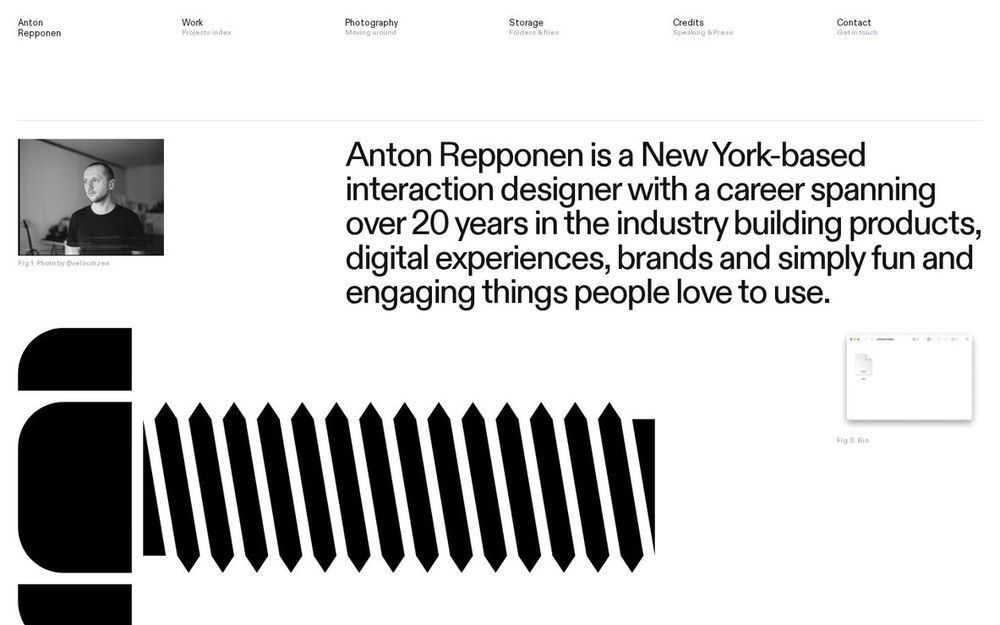 Anton
Repponen
Work
Projects index
Photography
Moving around
Storage
Folders & files
Credits
Speaking & Press
Contact
Get in touch
Fig 1: Photo by @velocitizen
Anton Repponen is a New York-based
interaction designer with a career spanning
over 20 years in the industry building products,
digital experiences, brands and simply fun and
engaging things people love to use.
Fig 3: Bio